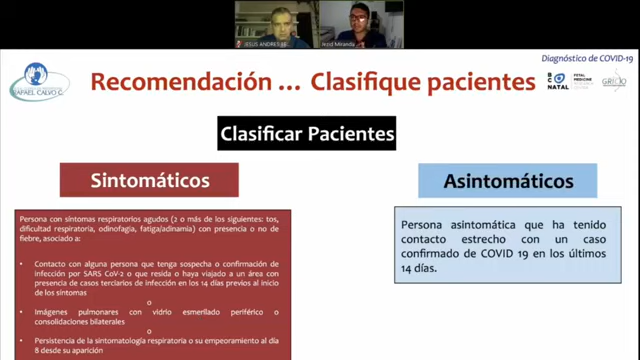 JESUS ANDRES BE
reizd Miranda
Diagnóstico de COVID-19
RAFAEL CALVO C.
Recomendación … Clasifique pacientes
BC NATAL
FETAL MEDICINE
Clasificar Pacientes
Sintomáticos
Asintomáticos
Persona con síntomas respiratorios agudos (2 o más de los siguientes: tos,
dificultad respiratoria, odinofagia, fatiga/adinamia) con presencia o no de
fiebre, asociado a:
Contacto con alguna persona que tenga sospecha o confirmación de
infección por SARS CoV-2 o que resida o haya viajado a un área con
presencia de casos terciarios de infección en los 14 días previos al inicio
de los síntomas
o
Imágenes pulmonares con vidrio esmerilado periférico o
consolidaciones bilaterales
o
Persistencia de la sintomatología respiratoria o su empeoramiento al día
8 desde su aparición
Persona asintomática que ha tenido
contacto estrecho con un caso
confirmado de COVID 19 en los últimos
14 días.